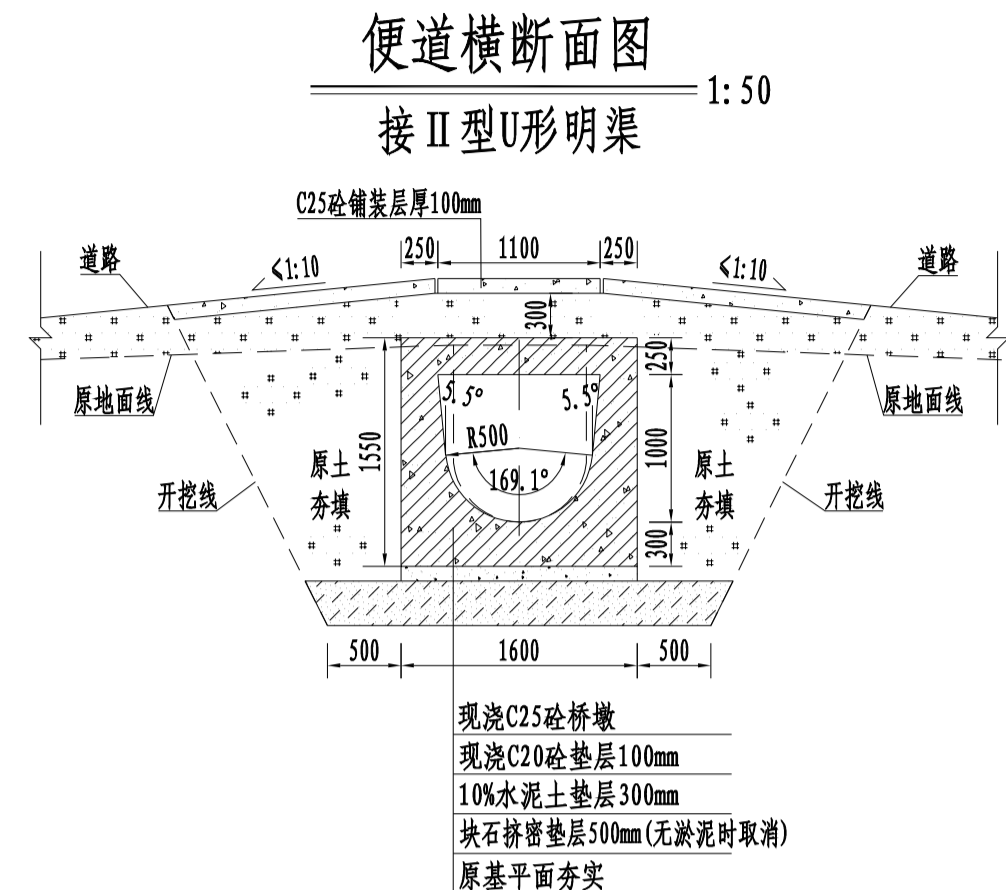 便道横断面图
1:50
接Ⅱ型U形明渠
C25砼铺装层厚100mm
250 1100 250
道路 ≤1:10 ≤1:10 道路
300
250
原地面线 5.5° 5.5° 原地面线
R500
1550 1000
169.1°
原土
夯填
原土
夯填
开挖线 开挖线
300
500 1600 500
现浇C25砼桥墩
现浇C20砼垫层100mm
10%水泥土垫层300mm
块石挤密垫层500mm(无淤泥时取消)
原基平面夯实